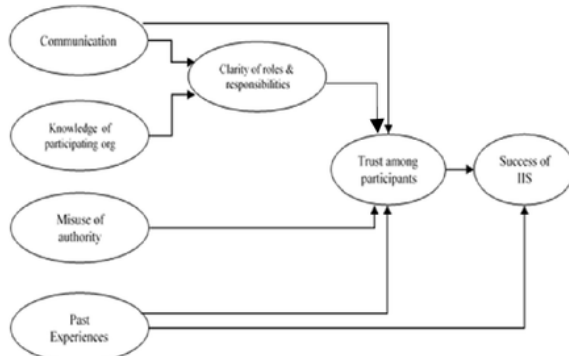 Communication
Clarity of roles &
responsibilities
Knowledge of
participating org
Trust among
participants
Success of
IIS
Misuse of
authority
Past
Experiences